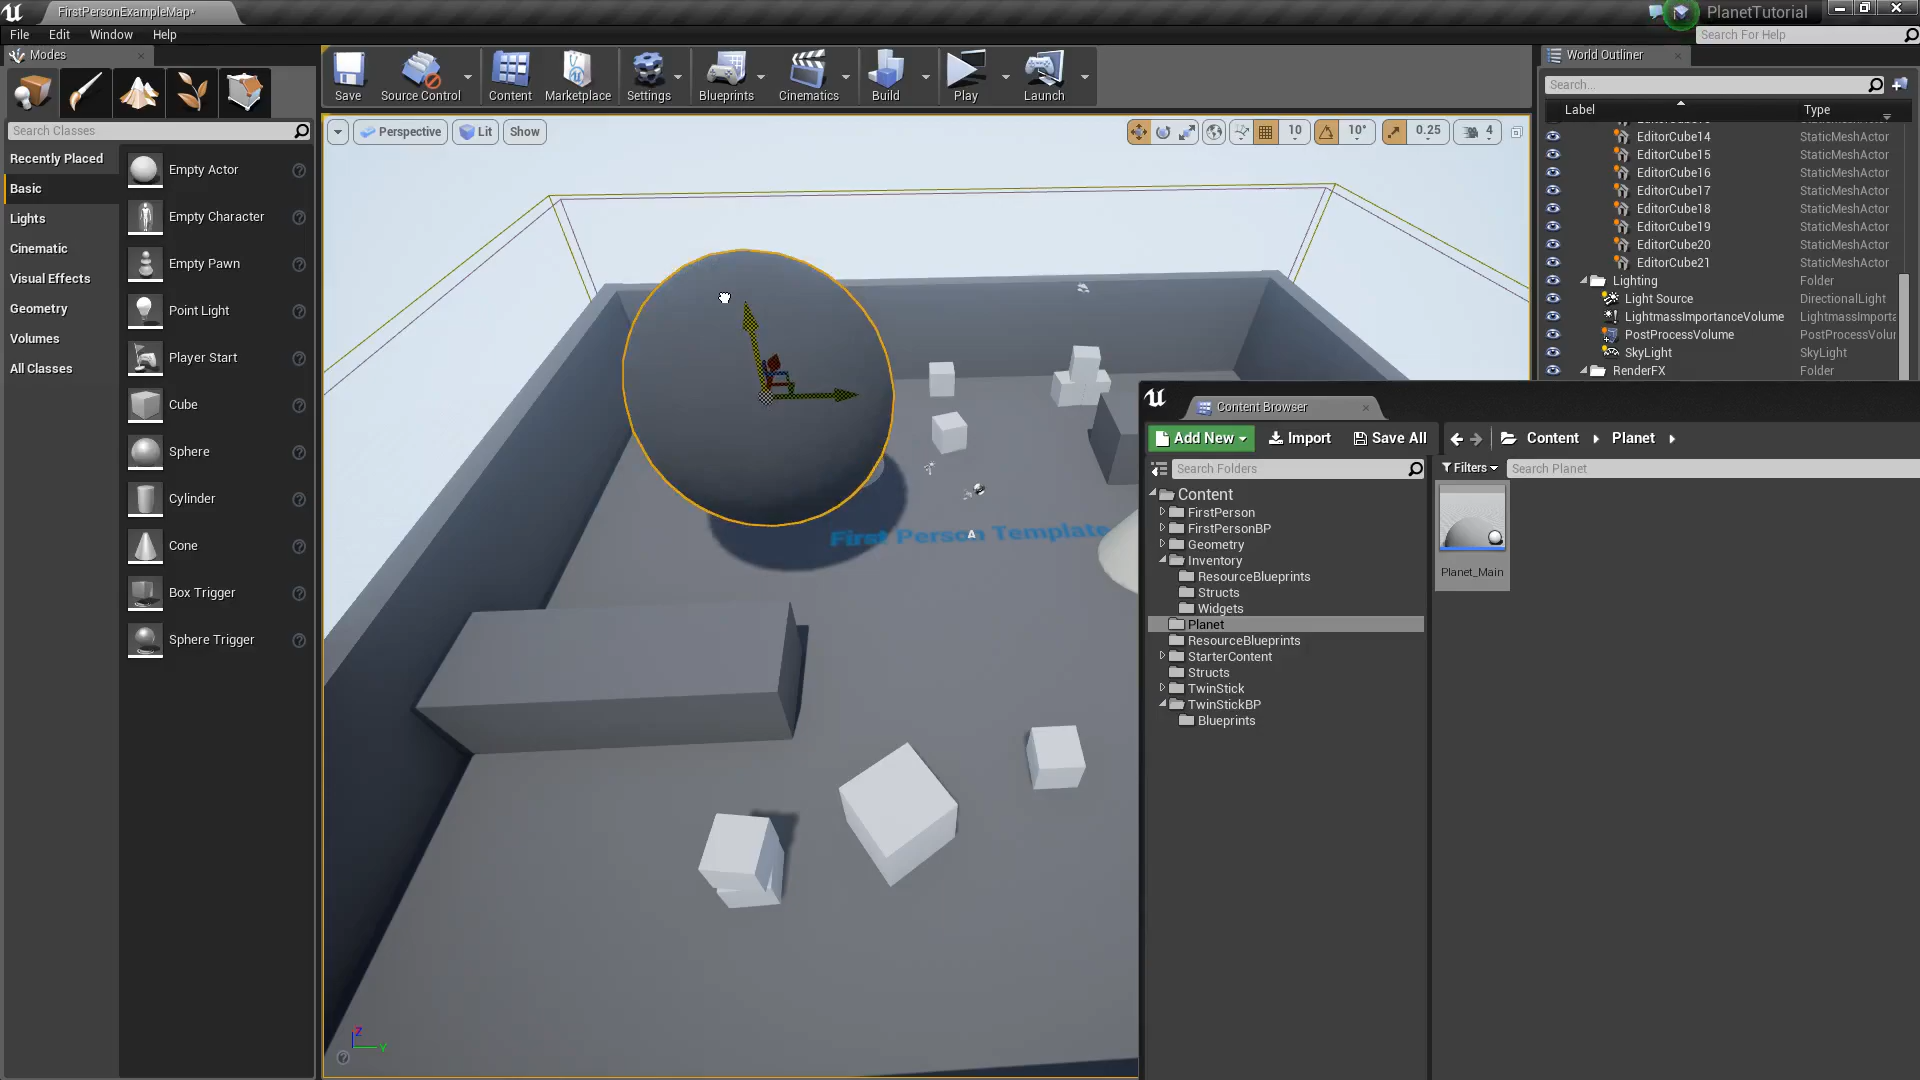 FirstPersonExampleMap*
PlanetTutorial
File Edit Window Help
Search For Help
Modes
Search Classes
Recently Placed
Basic
Lights
Cinematic
Visual Effects
Geometry
Volumes
All Classes
Empty Actor
Empty Character
Empty Pawn
Point Light
Player Start
Cube
Sphere
Cylinder
Cone
Box Trigger
Sphere Trigger
Save Source Control Content Marketplace Settings Blueprints Cinematics Build Play Launch
Perspective Lit Show
10 10° 0.25 4
First Person Template
Z
Y
World Outliner
Search...
Label Type
EditorCube14 StaticMeshActor
EditorCube15 StaticMeshActor
EditorCube16 StaticMeshActor
EditorCube17 StaticMeshActor
EditorCube18 StaticMeshActor
EditorCube19 StaticMeshActor
EditorCube20 StaticMeshActor
EditorCube21 StaticMeshActor
Lighting Folder
Light Source DirectionalLight
LightmassImportanceVolume LightmassImporta
PostProcessVolume PostProcessVolum
SkyLight SkyLight
RenderFX Folder
Content Browser
Add New Import Save All Content Planet
Search Folders
Filters Search Planet
Content
FirstPerson
FirstPersonBP
Geometry
Inventory
ResourceBlueprints
Structs
Widgets
Planet
ResourceBlueprints
StarterContent
Structs
TwinStick
TwinStickBP
Blueprints
Planet_Main